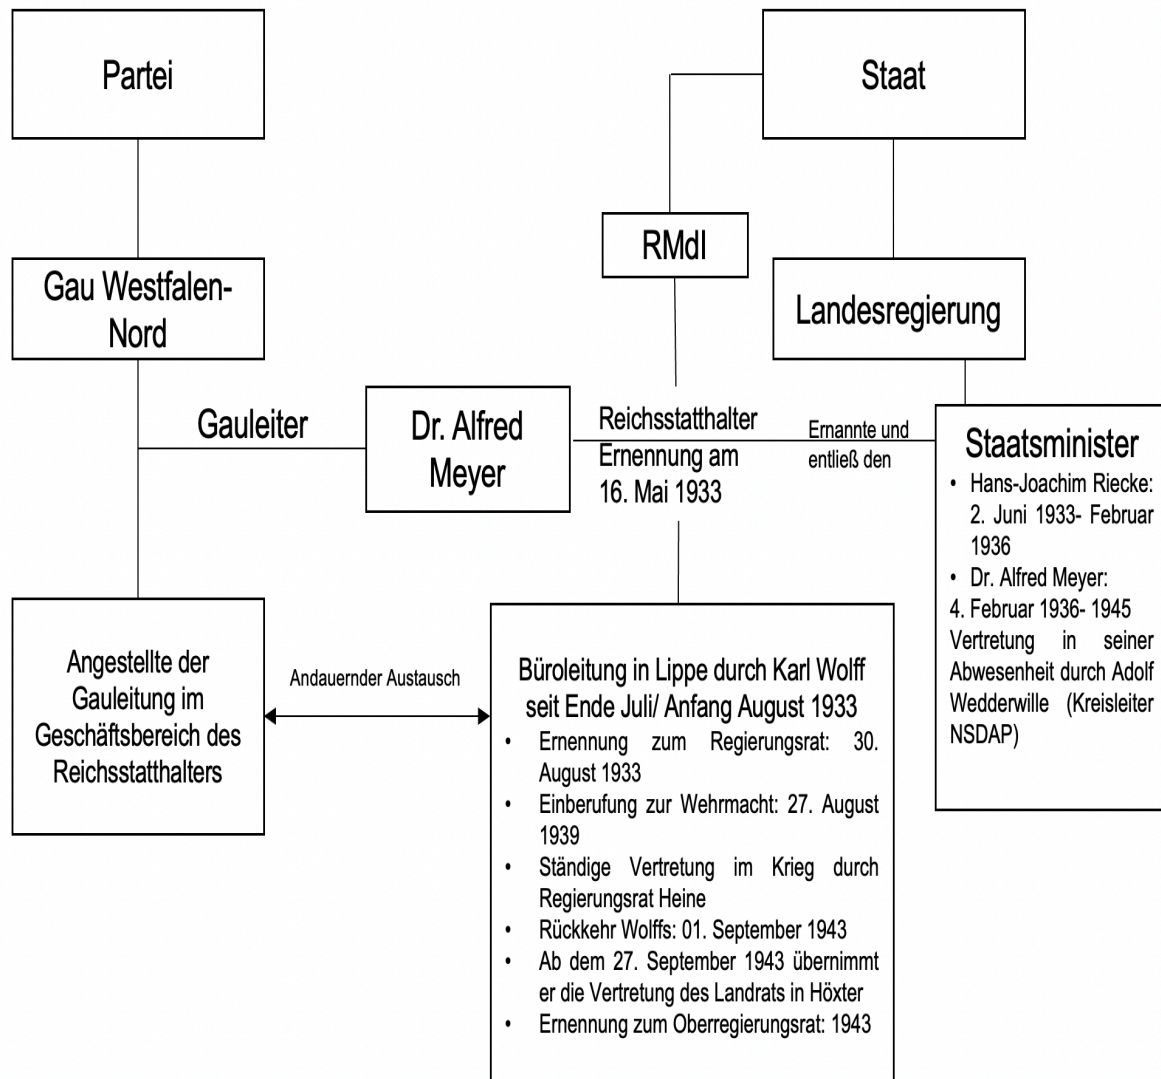 Partei
Staat
RMdI
Gau Westfalen-
Nord
Landesregierung
Gauleiter
Dr. Alfred
Meyer
Reichsstatthalter
Ernennung am
16. Mai 1933
Ernannte und
entließ den
Staatsminister
• Hans-Joachim Riecke:
2. Juni 1933- Februar
1936
• Dr. Alfred Meyer:
4. Februar 1936- 1945
Vertretung in seiner
Abwesenheit durch Adolf
Wedderwille (Kreisleiter
NSDAP)
Angestellte der
Gauleitung im
Geschäftsbereich des
Reichsstatthalters
Andauernder Austausch
Büroleitung in Lippe durch Karl Wolff
seit Ende Juli/ Anfang August 1933
• Ernennung zum Regierungsrat: 30.
August 1933
• Einberufung zur Wehrmacht: 27. August
1939
• Ständige Vertretung im Krieg durch
Regierungsrat Heine
• Rückkehr Wolffs: 01. September 1943
• Ab dem 27. September 1943 übernimmt
er die Vertretung des Landrats in Höxter
• Ernennung zum Oberregierungsrat: 1943